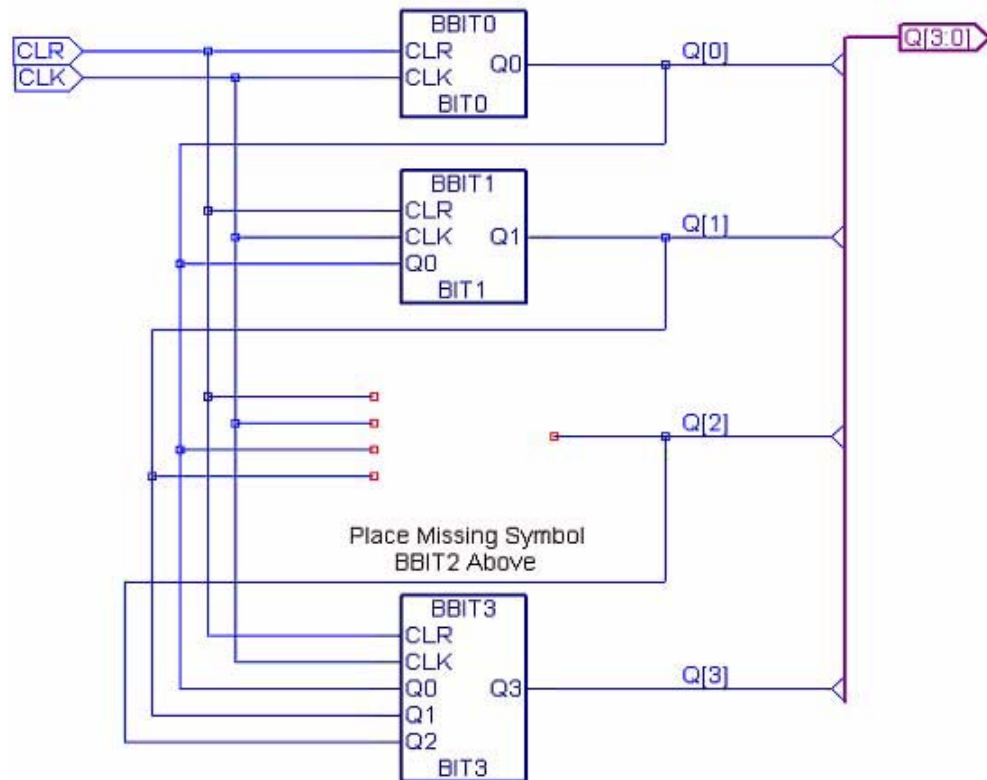 CLR
CLK
BBIT0
CLR
CLK
Q0
BIT0
Q[0]
Q[3:0]
BBIT1
CLR
CLK
Q0
Q1
BIT1
Q[1]
Q[2]
Place Missing Symbol
BBIT2 Above
BBIT3
CLR
CLK
Q0
Q1
Q2
Q3
BIT3
Q[3]